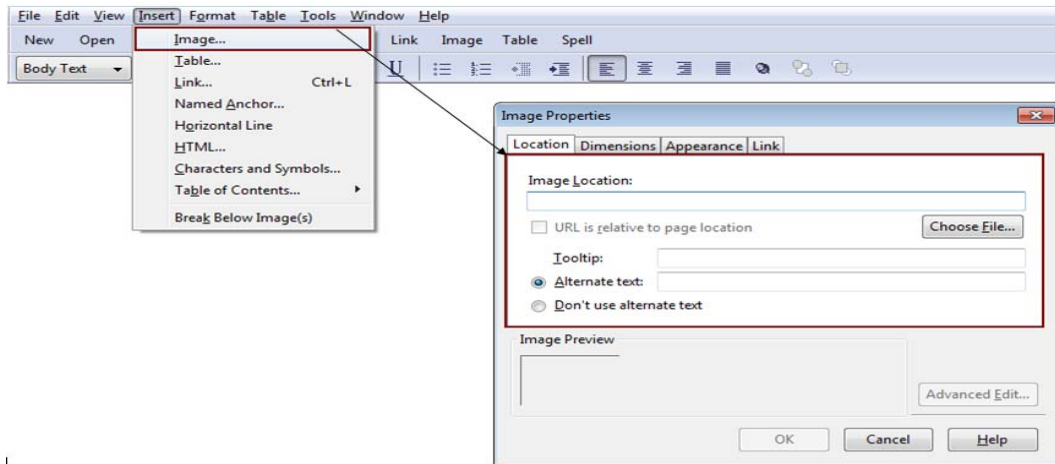 File Edit View Insert Format Table Tools Window Help
New Open Link Image Table Spell
Body Text U
Image...
Table...
Link... Ctrl+L
Named Anchor...
Horizontal Line
HTML...
Characters and Symbols...
Table of Contents...
Break Below Image(s)
Image Properties
Location Dimensions Appearance Link
Image Location:
URL is relative to page location Choose File...
Tooltip:
Alternate text:
Don't use alternate text
Image Preview
Advanced Edit...
OK Cancel Help